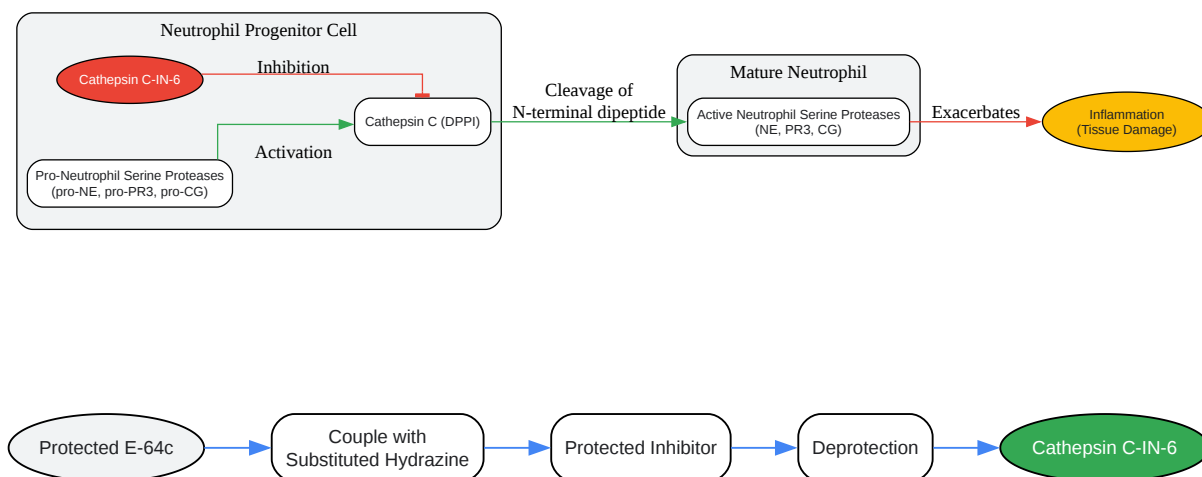 Neutrophil Progenitor Cell
Cathepsin C-IN-6
Inhibition
Cathepsin C (DPPI)
Activation
Pro-Neutrophil Serine Proteases
(pro-NE, pro-PR3, pro-CG)
Cleavage of
N-terminal dipeptide
Mature Neutrophil
Active Neutrophil Serine Proteases
(NE, PR3, CG)
Exacerbates
Inflammation
(Tissue Damage)
Protected E-64c
Couple with
Substituted Hydrazine
Protected Inhibitor
Deprotection
Cathepsin C-IN-6